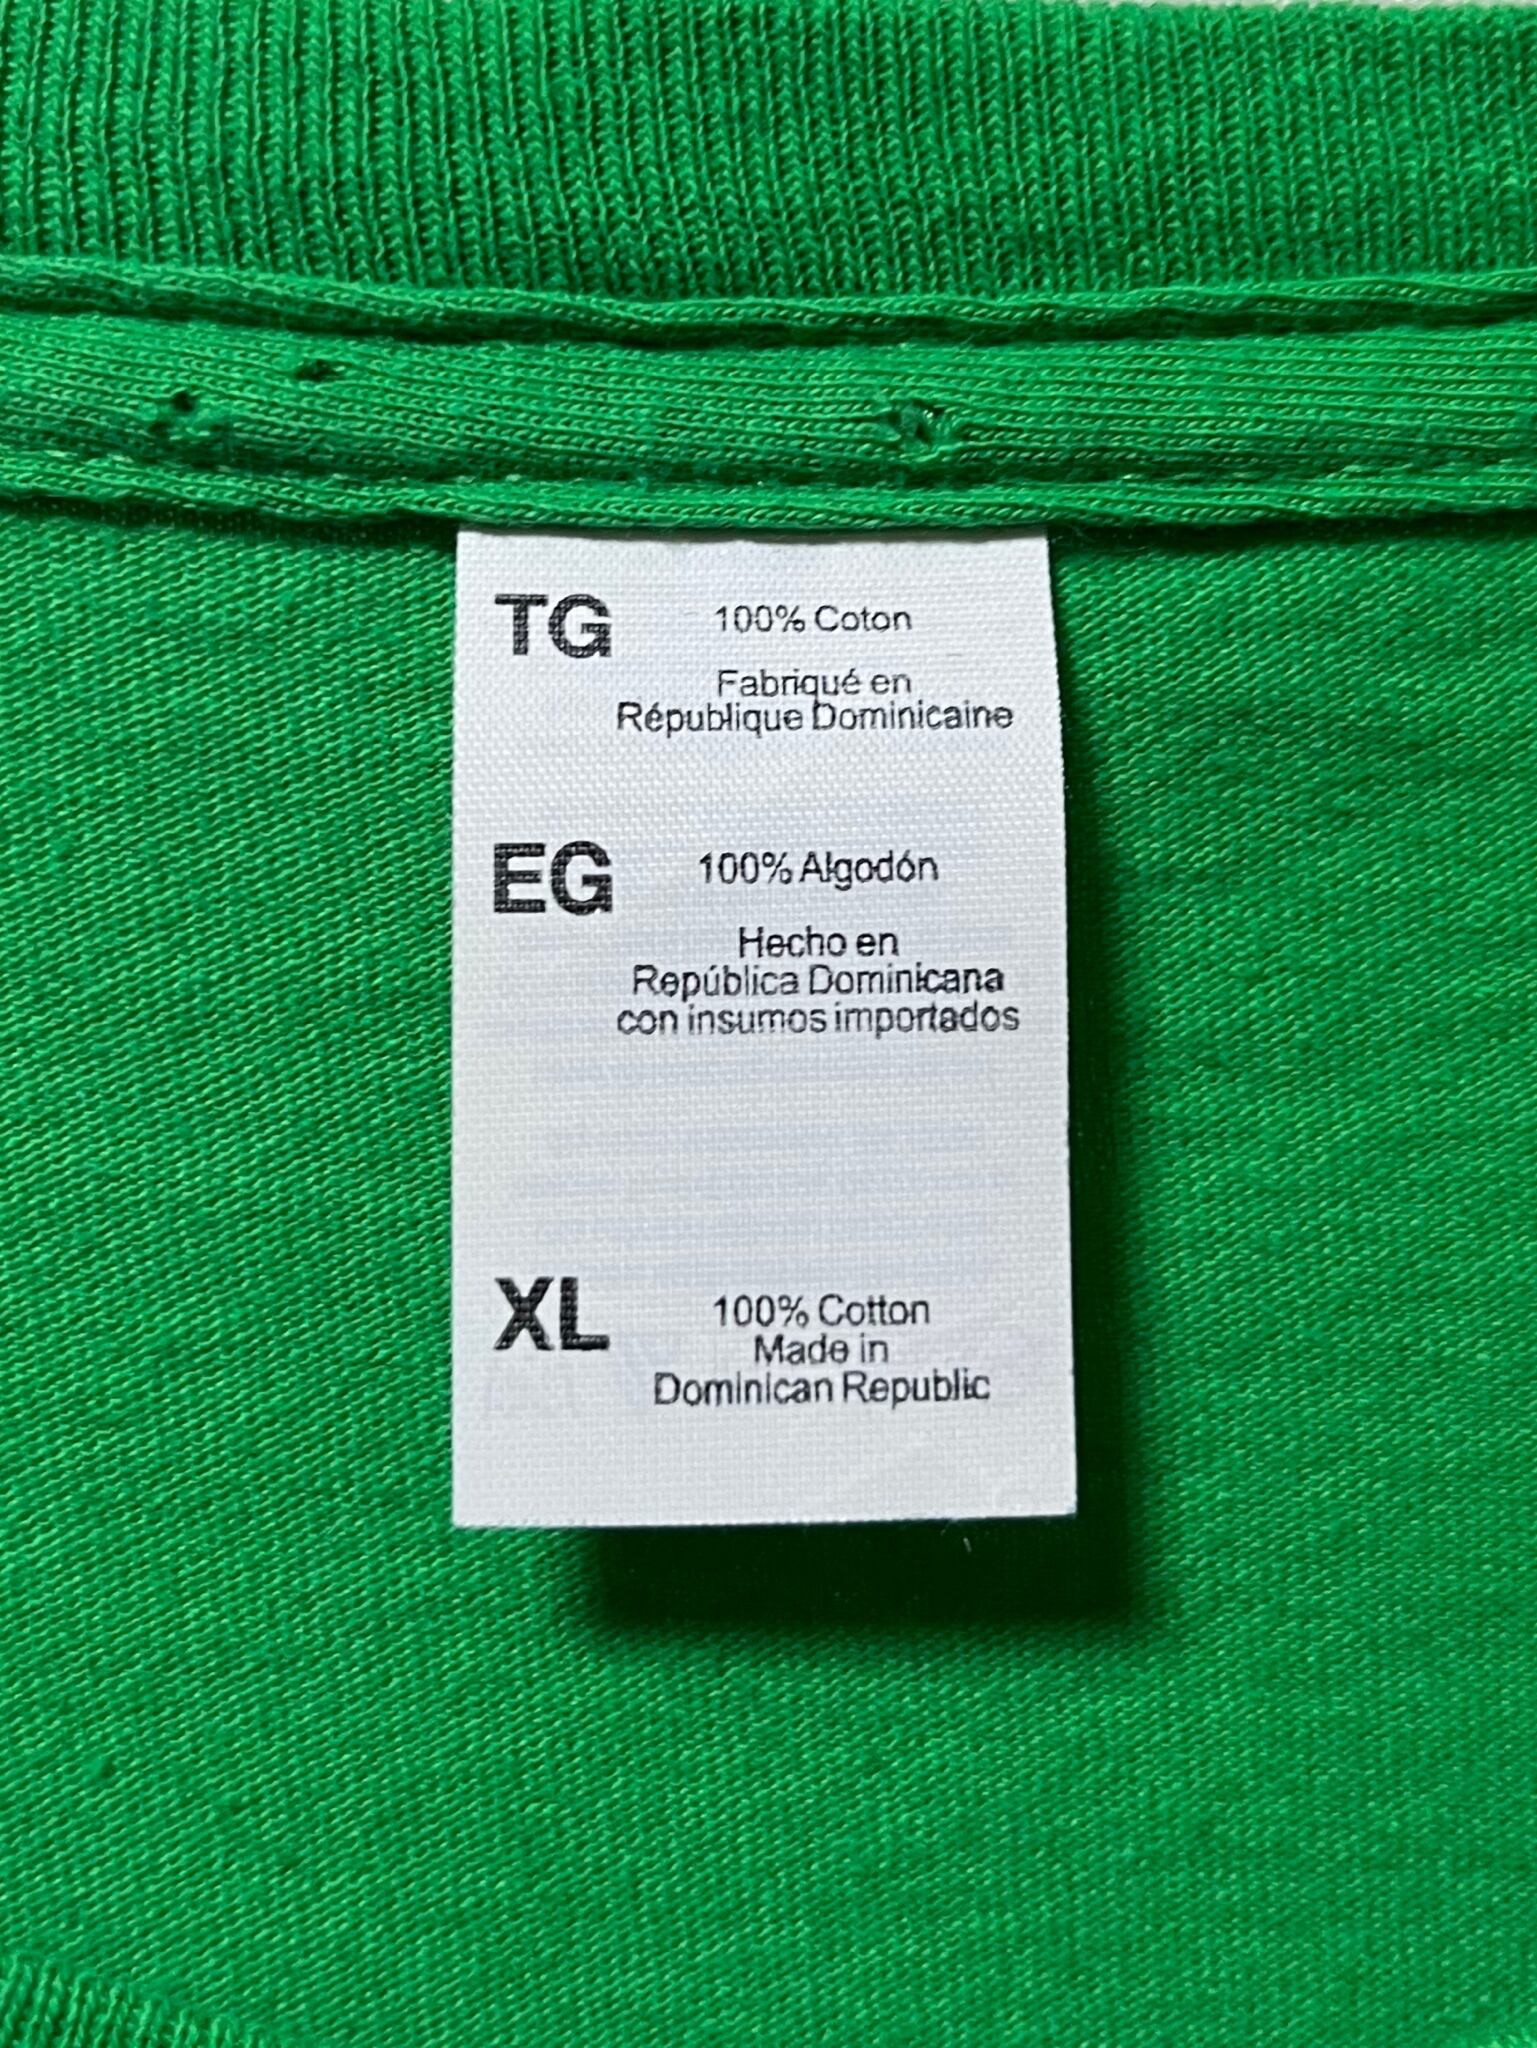 TG 100% Coton
Fabriqué en
République Dominicaine
EG 100% Algodón
Hecho en
República Dominicana
con insumos importados
XL 100% Cotton
Made in
Dominican Republic